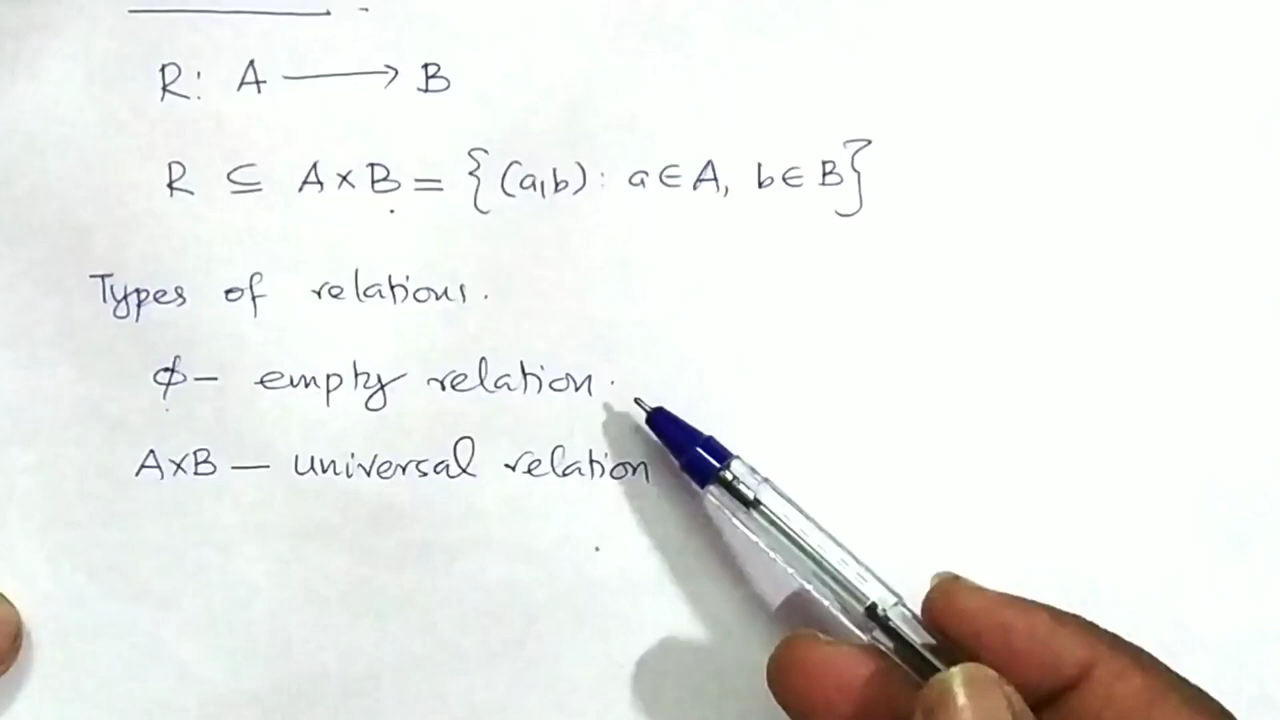 R: A ⟶ B
R ⊆ A×B = {(a,b): a∈A, b∈B}
Types of relations.
ϕ – empty relation.
A×B — universal relation